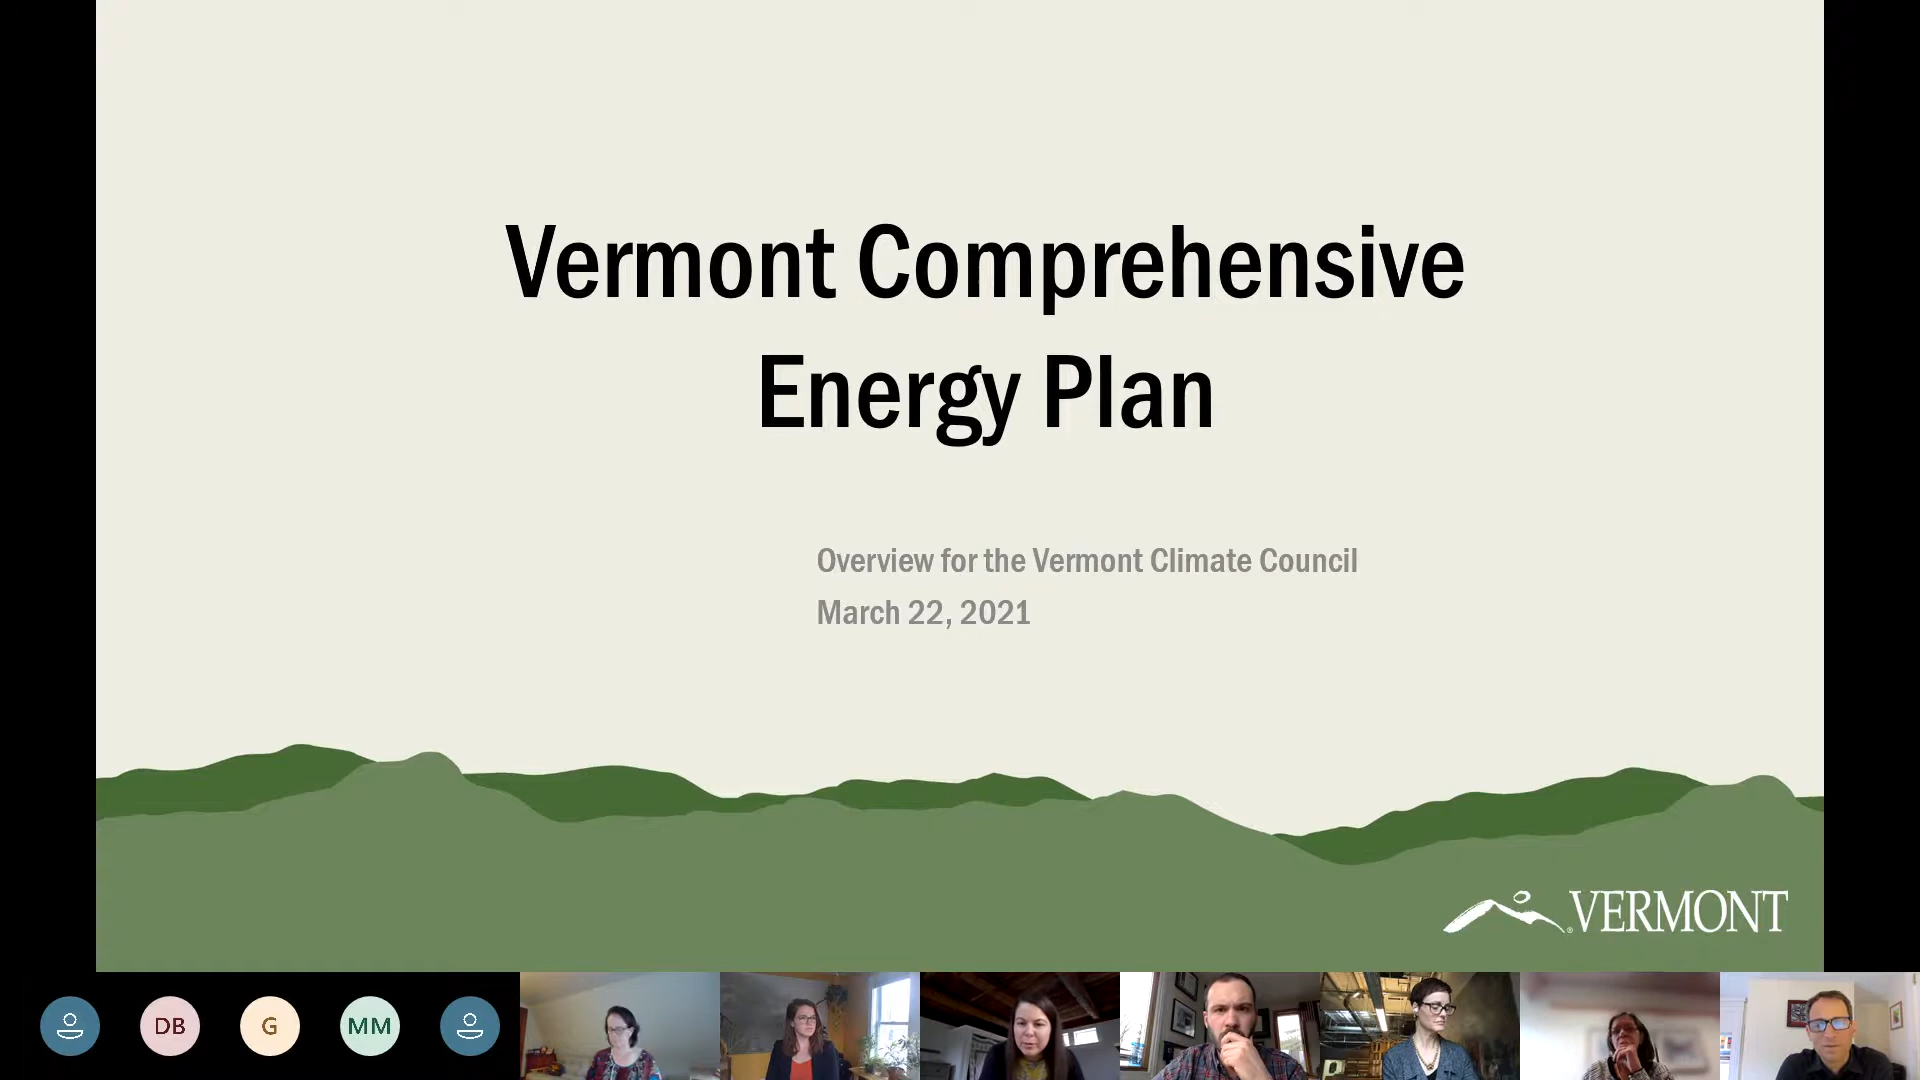 Vermont Comprehensive
Energy Plan
Overview for the Vermont Climate Council
March 22, 2021
VERMONT
DB
G
MM